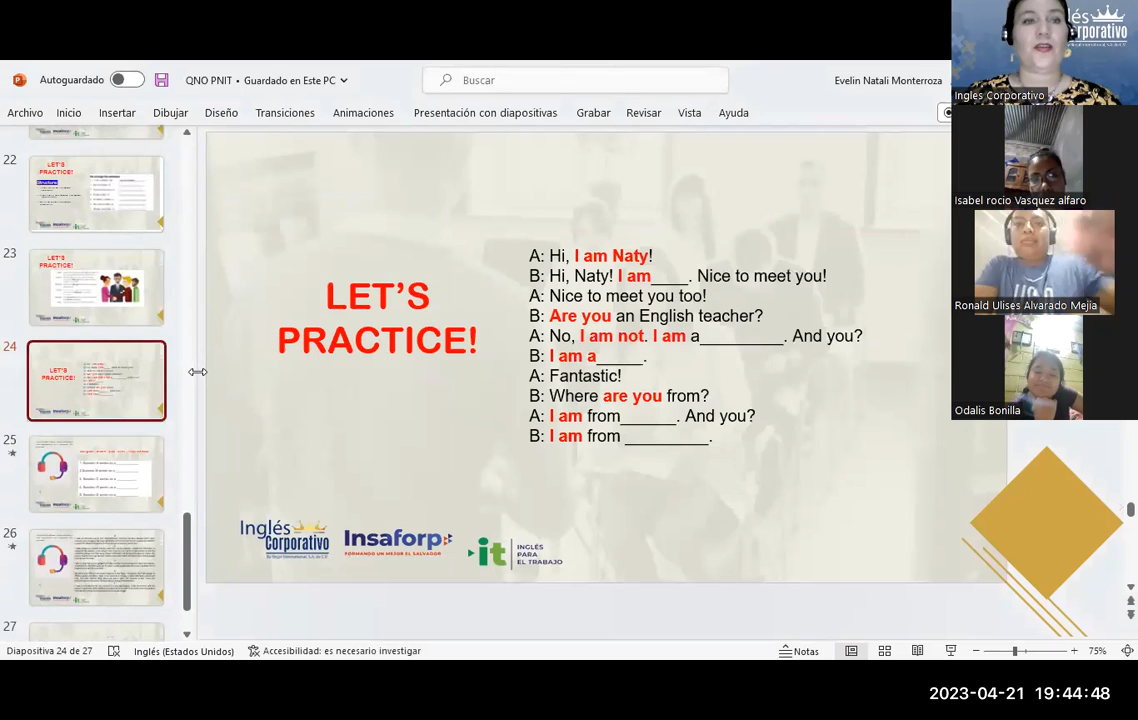 Autoguardado
QNO PNIT • Guardado en Este PC
Buscar
Evelin Natali Monterroza
Archivo Inicio Insertar Dibujar Diseño Transiciones Animaciones Presentación con diapositivas Grabar Revisar Vista Ayuda
22
LET'S
PRACTICE!
23
LET'S
PRACTICE!
24
LET'S
PRACTICE!
25
26
27
LET'S
PRACTICE!
A: Hi, I am Naty!
B: Hi, Naty! I am____. Nice to meet you!
A: Nice to meet you too!
B: Are you an English teacher?
A: No, I am not. I am a_________. And you?
B: I am a_____.
A: Fantastic!
B: Where are you from?
A: I am from______. And you?
B: I am from _________.
Inglés
Corporativo
Insaforp
FORMANDO UN MEJOR EL SALVADOR
it
INGLÉS
PARA
EL TRABAJO
Ingles Corporativo
Isabel rocio Vasquez alfaro
Ronald Ulises Alvarado Mejia
Odalis Bonilla
Diapositiva 24 de 27 Inglés (Estados Unidos) Accesibilidad: es necesario investigar Notas 75%
2023-04-21 19:44:48